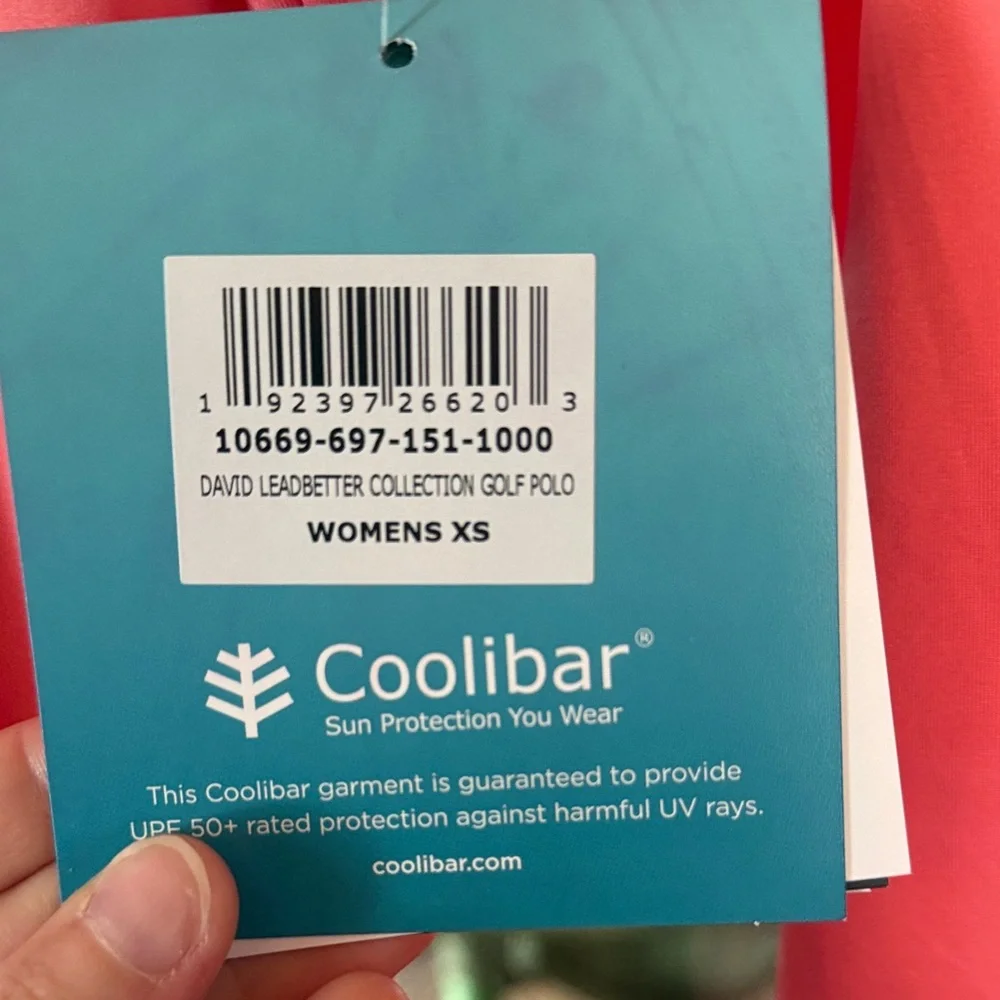 1 92397 26620 3
10669-697-151-1000
DAVID LEADBETTER COLLECTION GOLF POLO
WOMENS XS
Coolibar®
Sun Protection You Wear
This Coolibar garment is guaranteed to provide
UPF 50+ rated protection against harmful UV rays.
coolibar.com